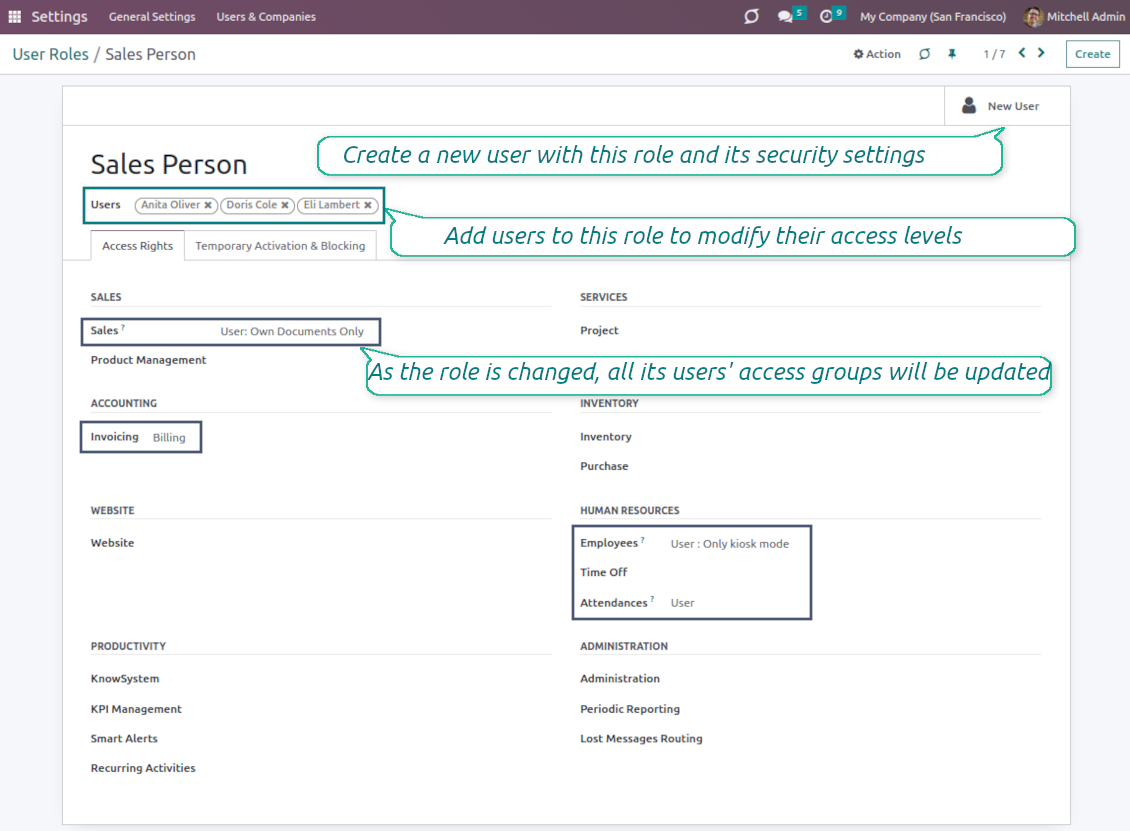 Settings General Settings Users & Companies 5 9 My Company (San Francisco) Mitchell Admin
User Roles / Sales Person Action 1 / 7 Create
New User
Create a new user with this role and its security settings
Sales Person
Users Anita Oliver ✖ Doris Cole ✖ Eli Lambert ✖
Add users to this role to modify their access levels
Access Rights Temporary Activation & Blocking
SALES SERVICES
Sales ? User: Own Documents Only Project
Product Management
As the role is changed, all its users' access groups will be updated
ACCOUNTING INVENTORY
Invoicing Billing Inventory
Purchase
WEBSITE HUMAN RESOURCES
Website Employees ? User : Only kiosk mode
Time Off
Attendances ? User
PRODUCTIVITY ADMINISTRATION
KnowSystem Administration
KPI Management Periodic Reporting
Smart Alerts Lost Messages Routing
Recurring Activities